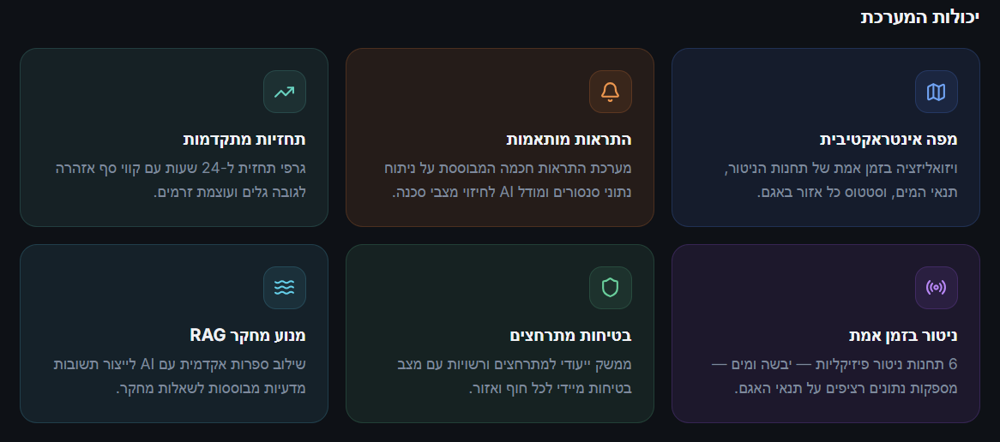 יכולות המערכת
מפה אינטראקטיבית
ויזואליזציה בזמן אמת של תחנות הניטור,
תנאי המים, וסטטוס כל אזור באגם.
התראות מותאמות
מערכת התראות חכמה המבוססת על ניתוח
נתוני סנסורים ומודל AI לחיזוי מצבי סכנה.
תחזיות מתקדמות
גרפי תחזית ל-24 שעות עם קווי סף אזהרה
לגובה גלים ועוצמת זרמים.
ניטור בזמן אמת
6 תחנות ניטור פיזיקליות — יבשה ומים —
מספקות נתונים רציפים על תנאי האגם.
בטיחות מתרחצים
ממשק ייעודי למתרחצים ורשויות עם מצב
בטיחות מיידי לכל חוף ואזור.
מנוע מחקר RAG
שילוב ספרות אקדמית עם AI לייצור תשובות
מדעיות מבוססות לשאלות מחקר.